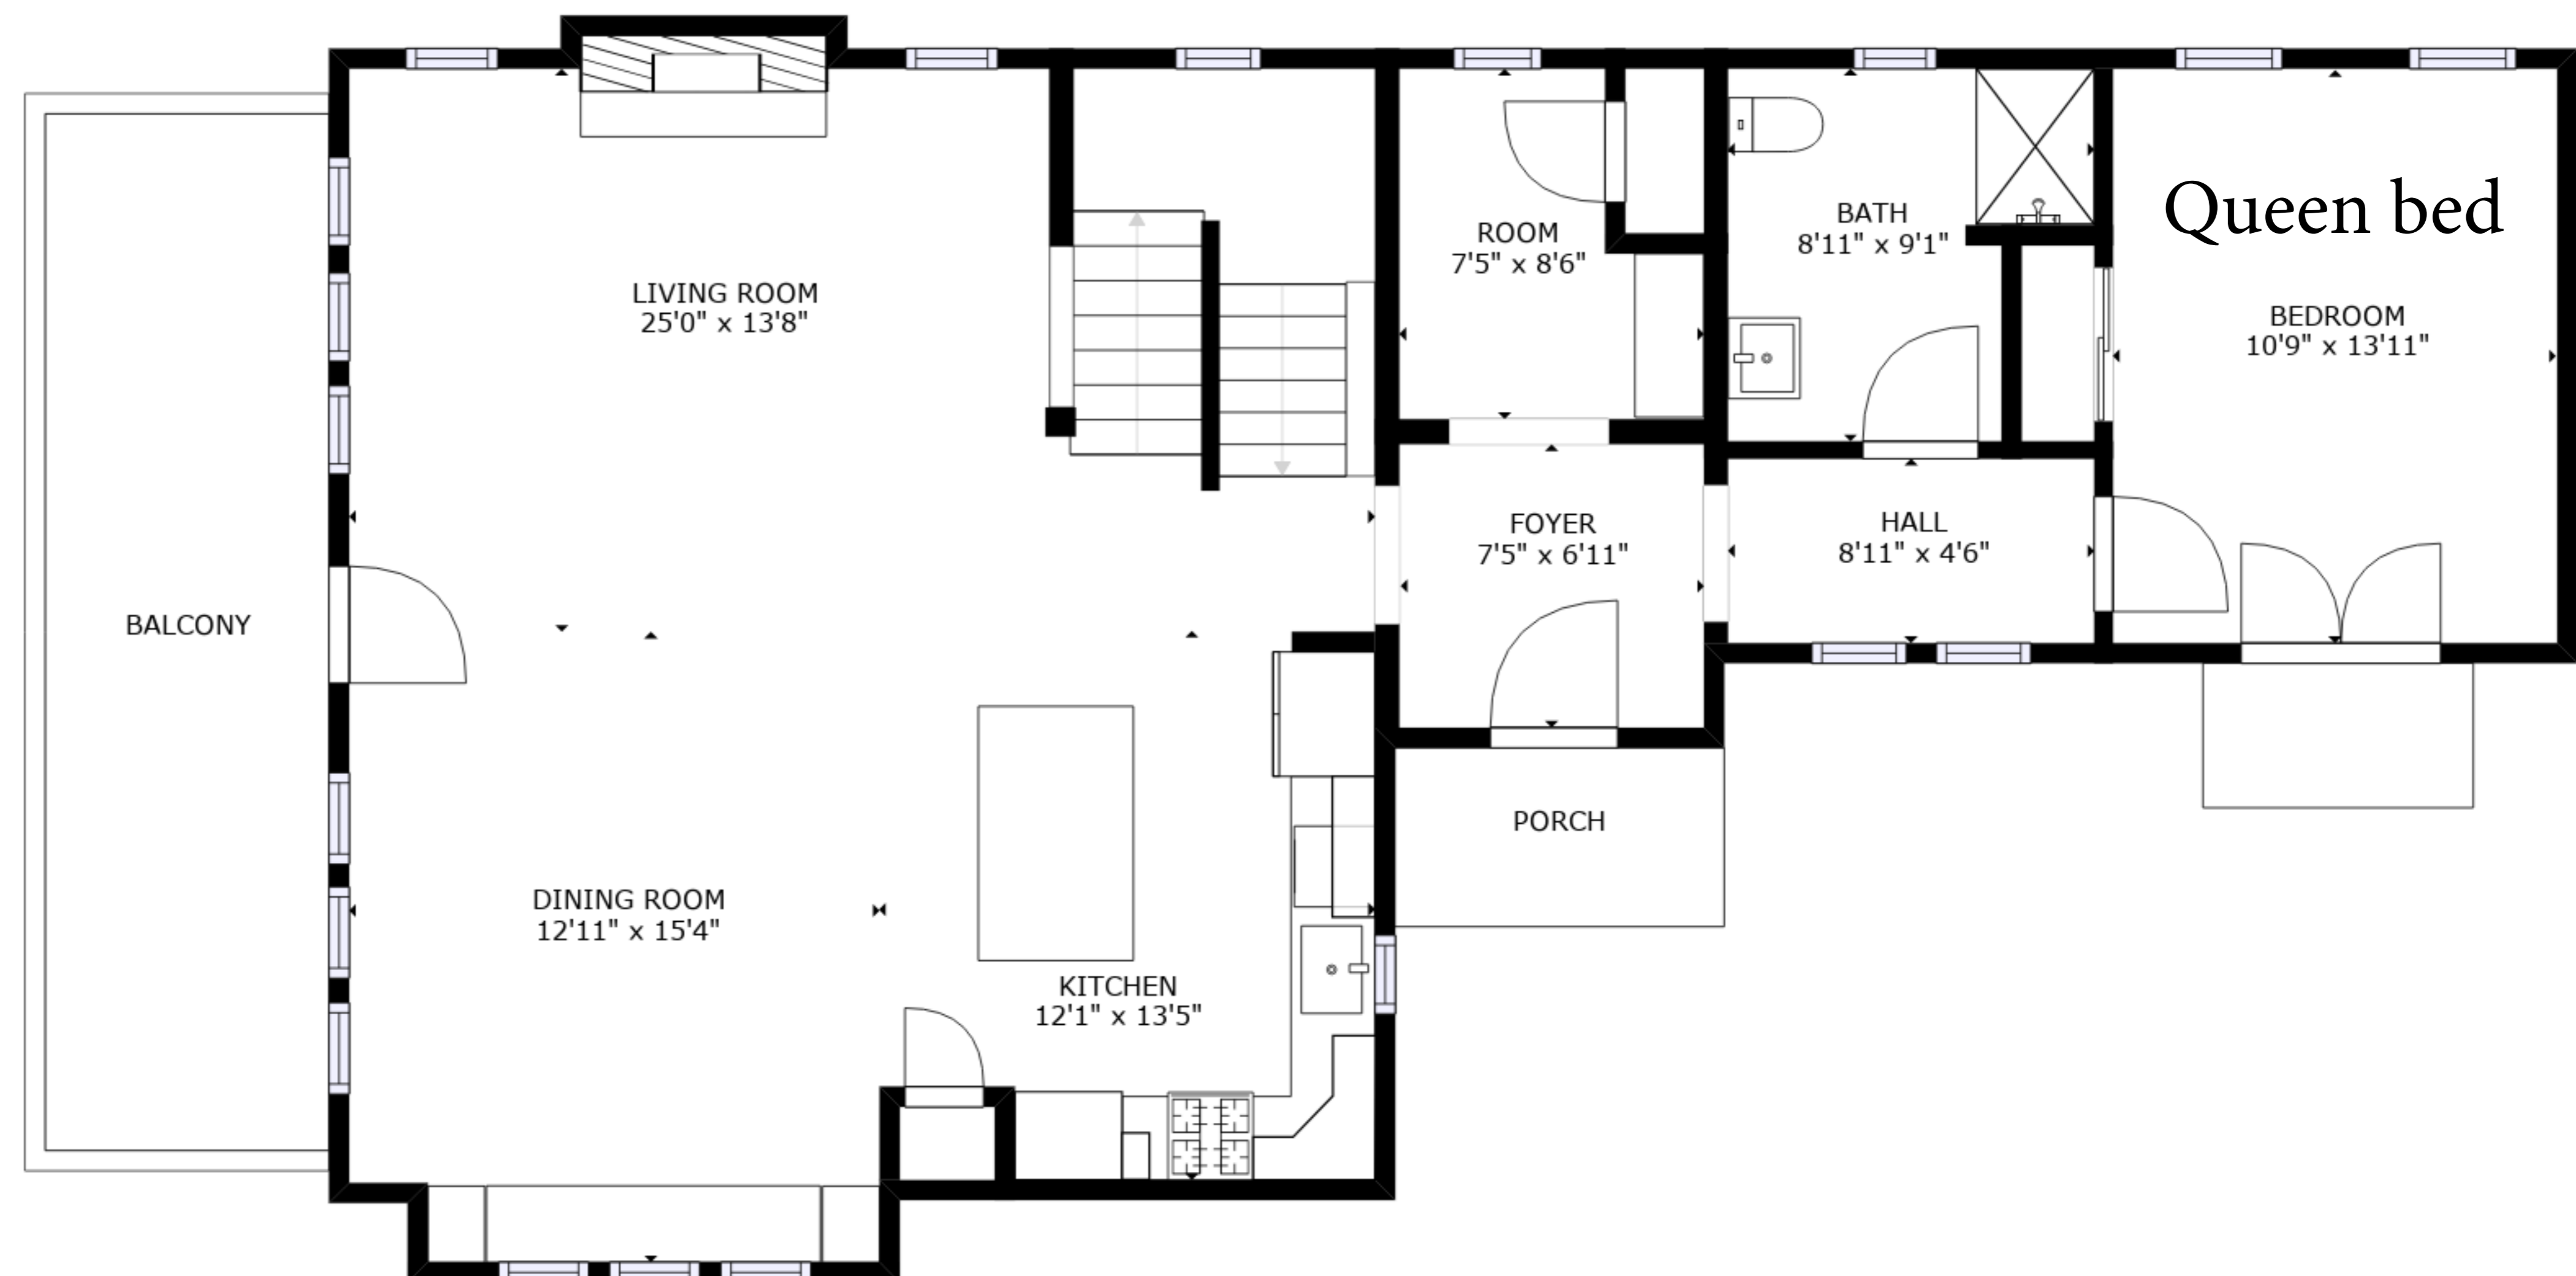 Queen bed
ROOM
7'5" x 8'6"
BATH
8'11" x 9'1"
LIVING ROOM
25'0" x 13'8"
BEDROOM
10'9" x 13'11"
FOYER
7'5" x 6'11"
HALL
8'11" x 4'6"
BALCONY
PORCH
DINING ROOM
12'11" x 15'4"
KITCHEN
12'1" x 13'5"